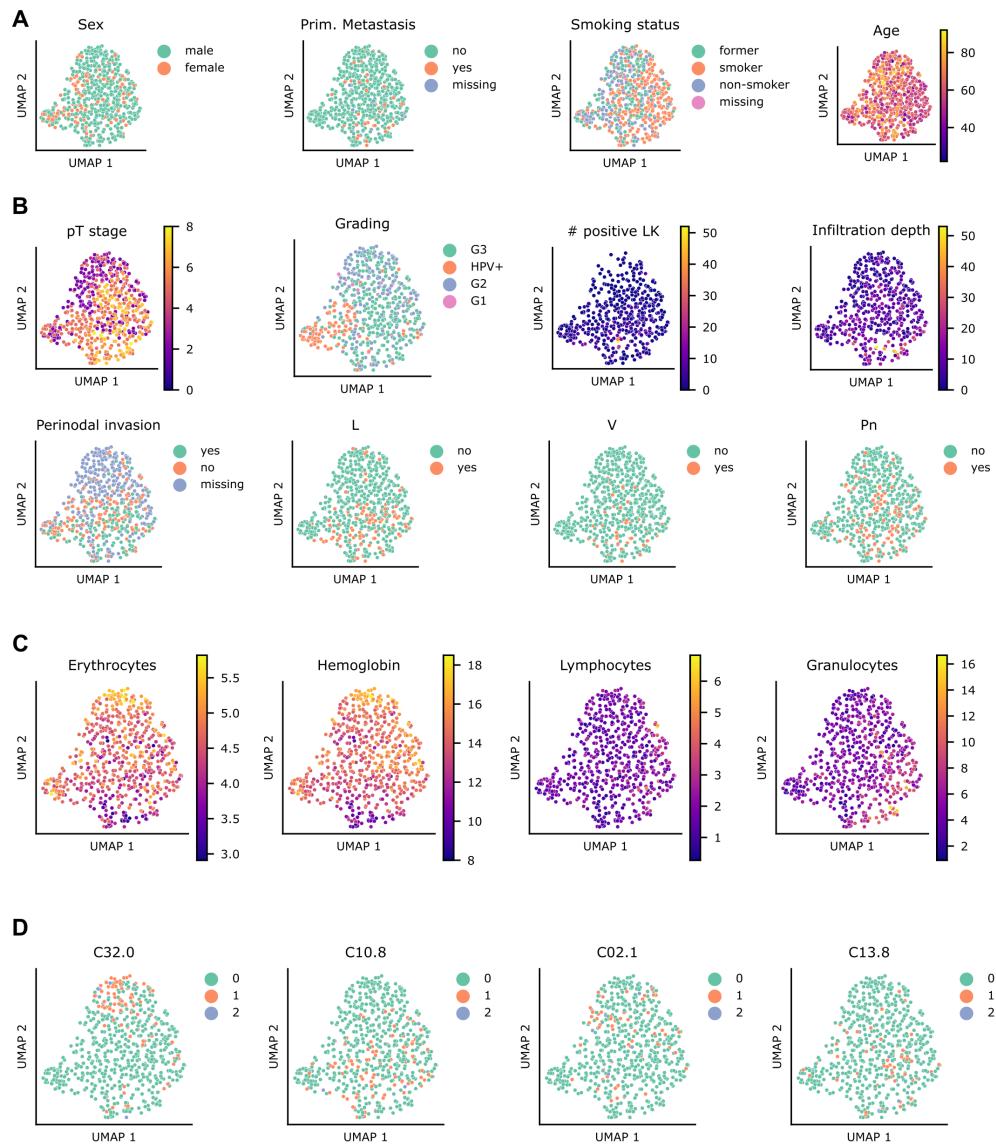 A
Sex
male
female
UMAP 2
UMAP 1
Prim. Metastasis
no
yes
missing
UMAP 2
UMAP 1
Smoking status
former
smoker
non-smoker
missing
UMAP 2
UMAP 1
Age
80
60
40
UMAP 2
UMAP 1
B
pT stage
8
6
4
2
0
UMAP 2
UMAP 1
Grading
G3
HPV+
G2
G1
UMAP 2
UMAP 1
# positive LK
50
40
30
20
10
0
UMAP 2
UMAP 1
Infiltration depth
50
40
30
20
10
0
UMAP 2
UMAP 1
Perinodal invasion
yes
no
missing
UMAP 2
UMAP 1
L
no
yes
UMAP 2
UMAP 1
V
no
yes
UMAP 2
UMAP 1
Pn
no
yes
UMAP 2
UMAP 1
C
Erythrocytes
5.5
5.0
4.5
4.0
3.5
3.0
UMAP 2
UMAP 1
Hemoglobin
18
16
14
12
10
8
UMAP 2
UMAP 1
Lymphocytes
6
5
4
3
2
1
UMAP 2
UMAP 1
Granulocytes
16
14
12
10
8
6
4
2
UMAP 2
UMAP 1
D
C32.0
0
1
2
UMAP 2
UMAP 1
C10.8
0
1
2
UMAP 2
UMAP 1
C02.1
0
1
2
UMAP 2
UMAP 1
C13.8
0
1
2
UMAP 2
UMAP 1